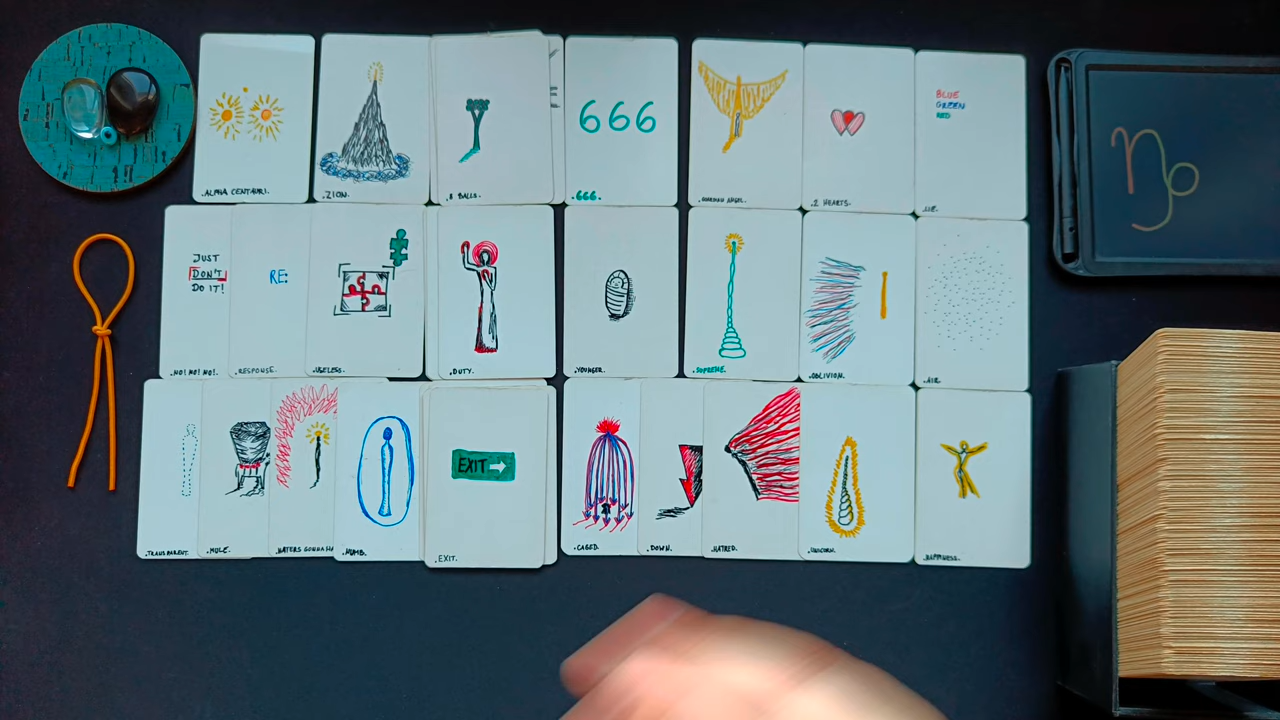 .ALPHA CENTAURI.
.ZION.
.8 BALLS.
666
.666.
.GUARDIAN ANGEL.
.2 HEARTS.
BLUE
GREEN
RED
.LIE.
JUST
DON'T
DO IT!
.NO! NO! NO!.
RE:
.RESPONSE.
.USELESS.
.DUTY.
.YOUNGER.
.SUPREME.
.OBLIVION.
.AIR.
.TRANSPARENT.
.MULE.
.HATERS GONNA HA
.NUMB.
EXIT
.EXIT.
.CAGED.
.DOWN.
.HATRED.
.UNICORN.
.HAPPINESS.